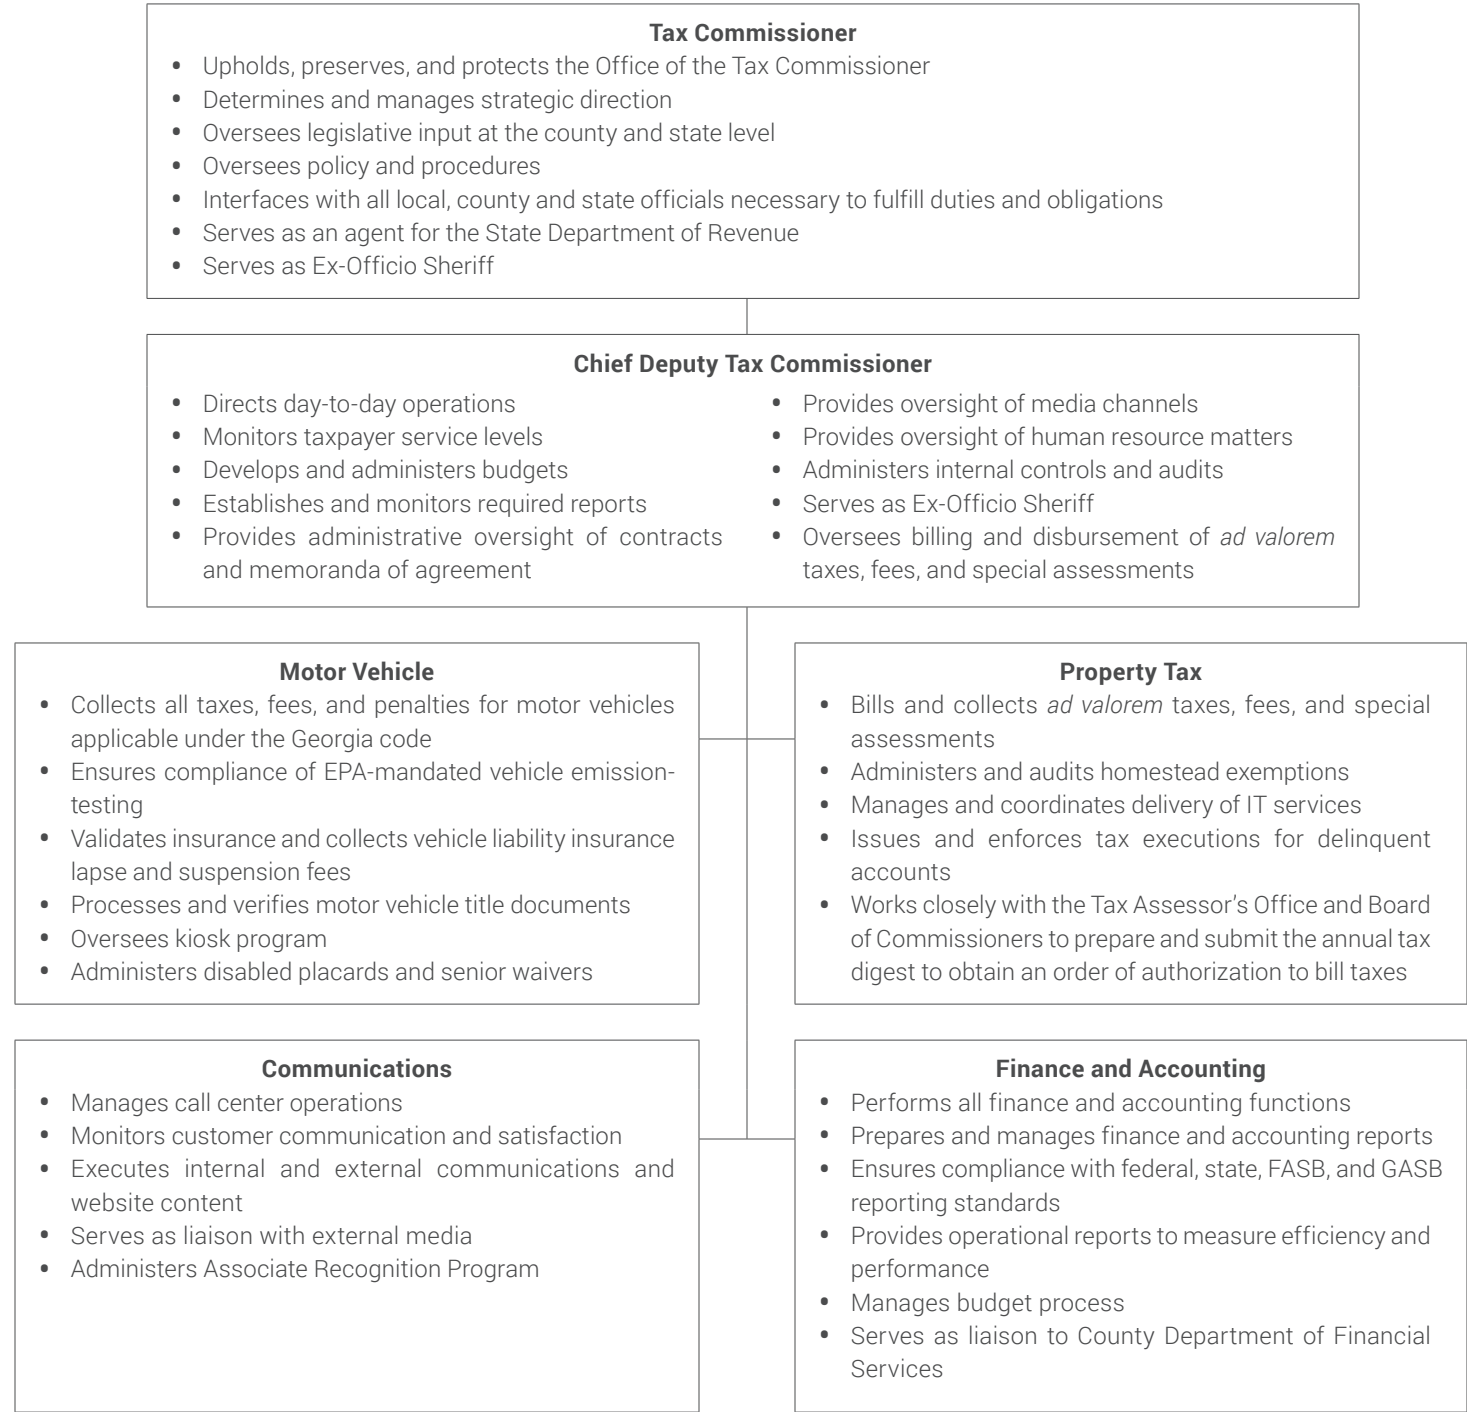 Tax Commissioner
• Upholds, preserves, and protects the Office of the Tax Commissioner
• Determines and manages strategic direction
• Oversees legislative input at the county and state level
• Oversees policy and procedures
• Interfaces with all local, county and state officials necessary to fulfill duties and obligations
• Serves as an agent for the State Department of Revenue
• Serves as Ex-Officio Sheriff
Chief Deputy Tax Commissioner
• Directs day-to-day operations
• Monitors taxpayer service levels
• Develops and administers budgets
• Establishes and monitors required reports
• Provides administrative oversight of contracts
and memoranda of agreement
• Provides oversight of media channels
• Provides oversight of human resource matters
• Administers internal controls and audits
• Serves as Ex-Officio Sheriff
• Oversees billing and disbursement of ad valorem
taxes, fees, and special assessments
Motor Vehicle
• Collects all taxes, fees, and penalties for motor vehicles
applicable under the Georgia code
• Ensures compliance of EPA-mandated vehicle emission-
testing
• Validates insurance and collects vehicle liability insurance
lapse and suspension fees
• Processes and verifies motor vehicle title documents
• Oversees kiosk program
• Administers disabled placards and senior waivers
Property Tax
• Bills and collects ad valorem taxes, fees, and special
assessments
• Administers and audits homestead exemptions
• Manages and coordinates delivery of IT services
• Issues and enforces tax executions for delinquent
accounts
• Works closely with the Tax Assessor’s Office and Board
of Commissioners to prepare and submit the annual tax
digest to obtain an order of authorization to bill taxes
Communications
• Manages call center operations
• Monitors customer communication and satisfaction
• Executes internal and external communications and
website content
• Serves as liaison with external media
• Administers Associate Recognition Program
Finance and Accounting
• Performs all finance and accounting functions
• Prepares and manages finance and accounting reports
• Ensures compliance with federal, state, FASB, and GASB
reporting standards
• Provides operational reports to measure efficiency and
performance
• Manages budget process
• Serves as liaison to County Department of Financial
Services